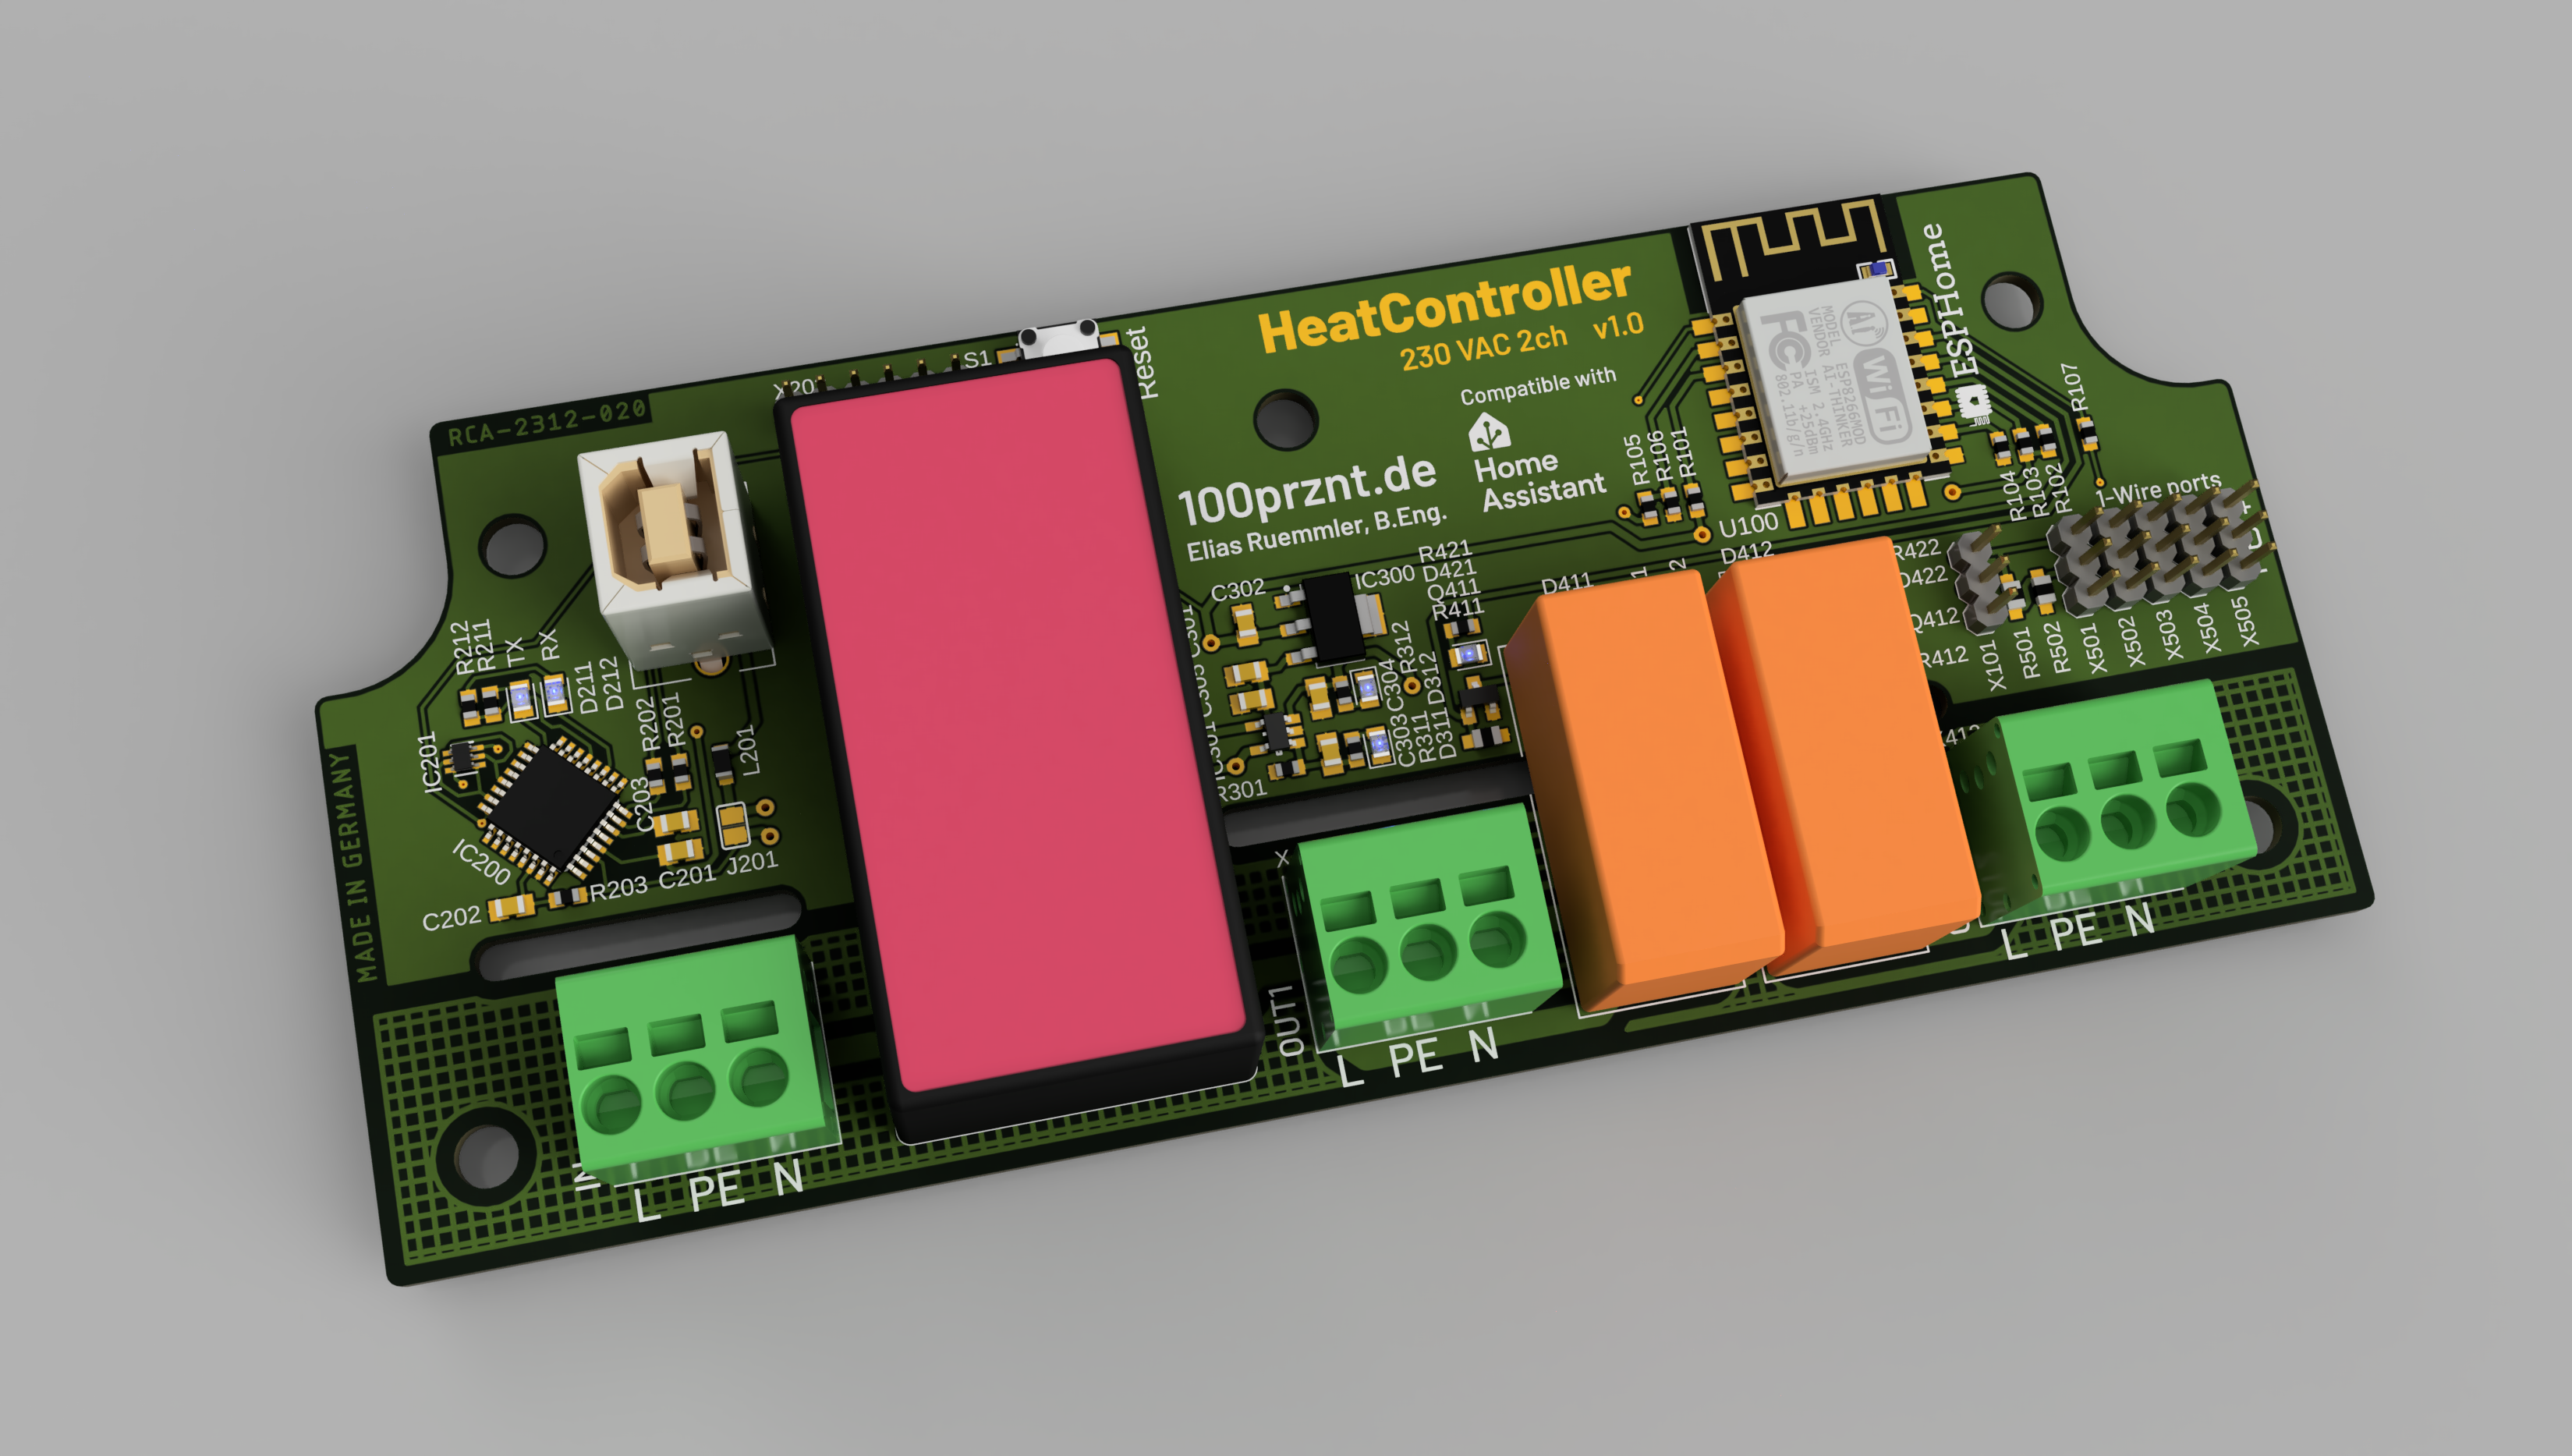 HeatController
230 VAC 2ch v1.0
Compatible with
Home
Assistant
100prznt.de
Elias Ruemmler, B.Eng.
RCA-2312-020
MADE IN GERMANY
S1
Reset
ESPHome
Ai
WiFi
FC
MODEL ESP8266MOD
VENDOR AI-THINKER
ISM 2.4GHz
PA +25dBm
802.11b/g/n
U100
R105
R106
R101
R107
R104
R103
R102
1-Wire ports
+
R212
R211
TX
RX
D211
D212
IC201
IC200
R202
R201
L201
C203
C201
J201
R203
C202
C302
IC300
R421
D421
Q411
R411
D411
D412
R422
D422
Q412
R412
R312
C304
D312
R311
C303
D311
R301
X101
R501
R502
X501
X502
X503
X504
X505
OUT1
L PE N
L PE N
L PE N